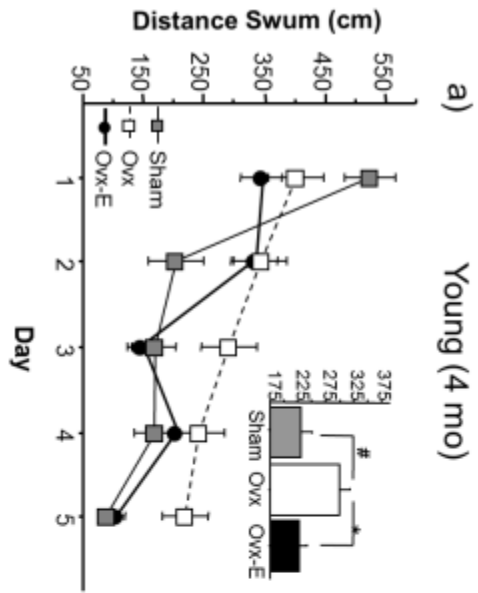 a)
Young (4 mo)
Distance Swum (cm)
550
450
350
250
150
50
Sham
Ovx
Ovx-E
1
2
3
4
5
Day
375
325
275
225
175
#
*
Sham
Ovx
Ovx-E